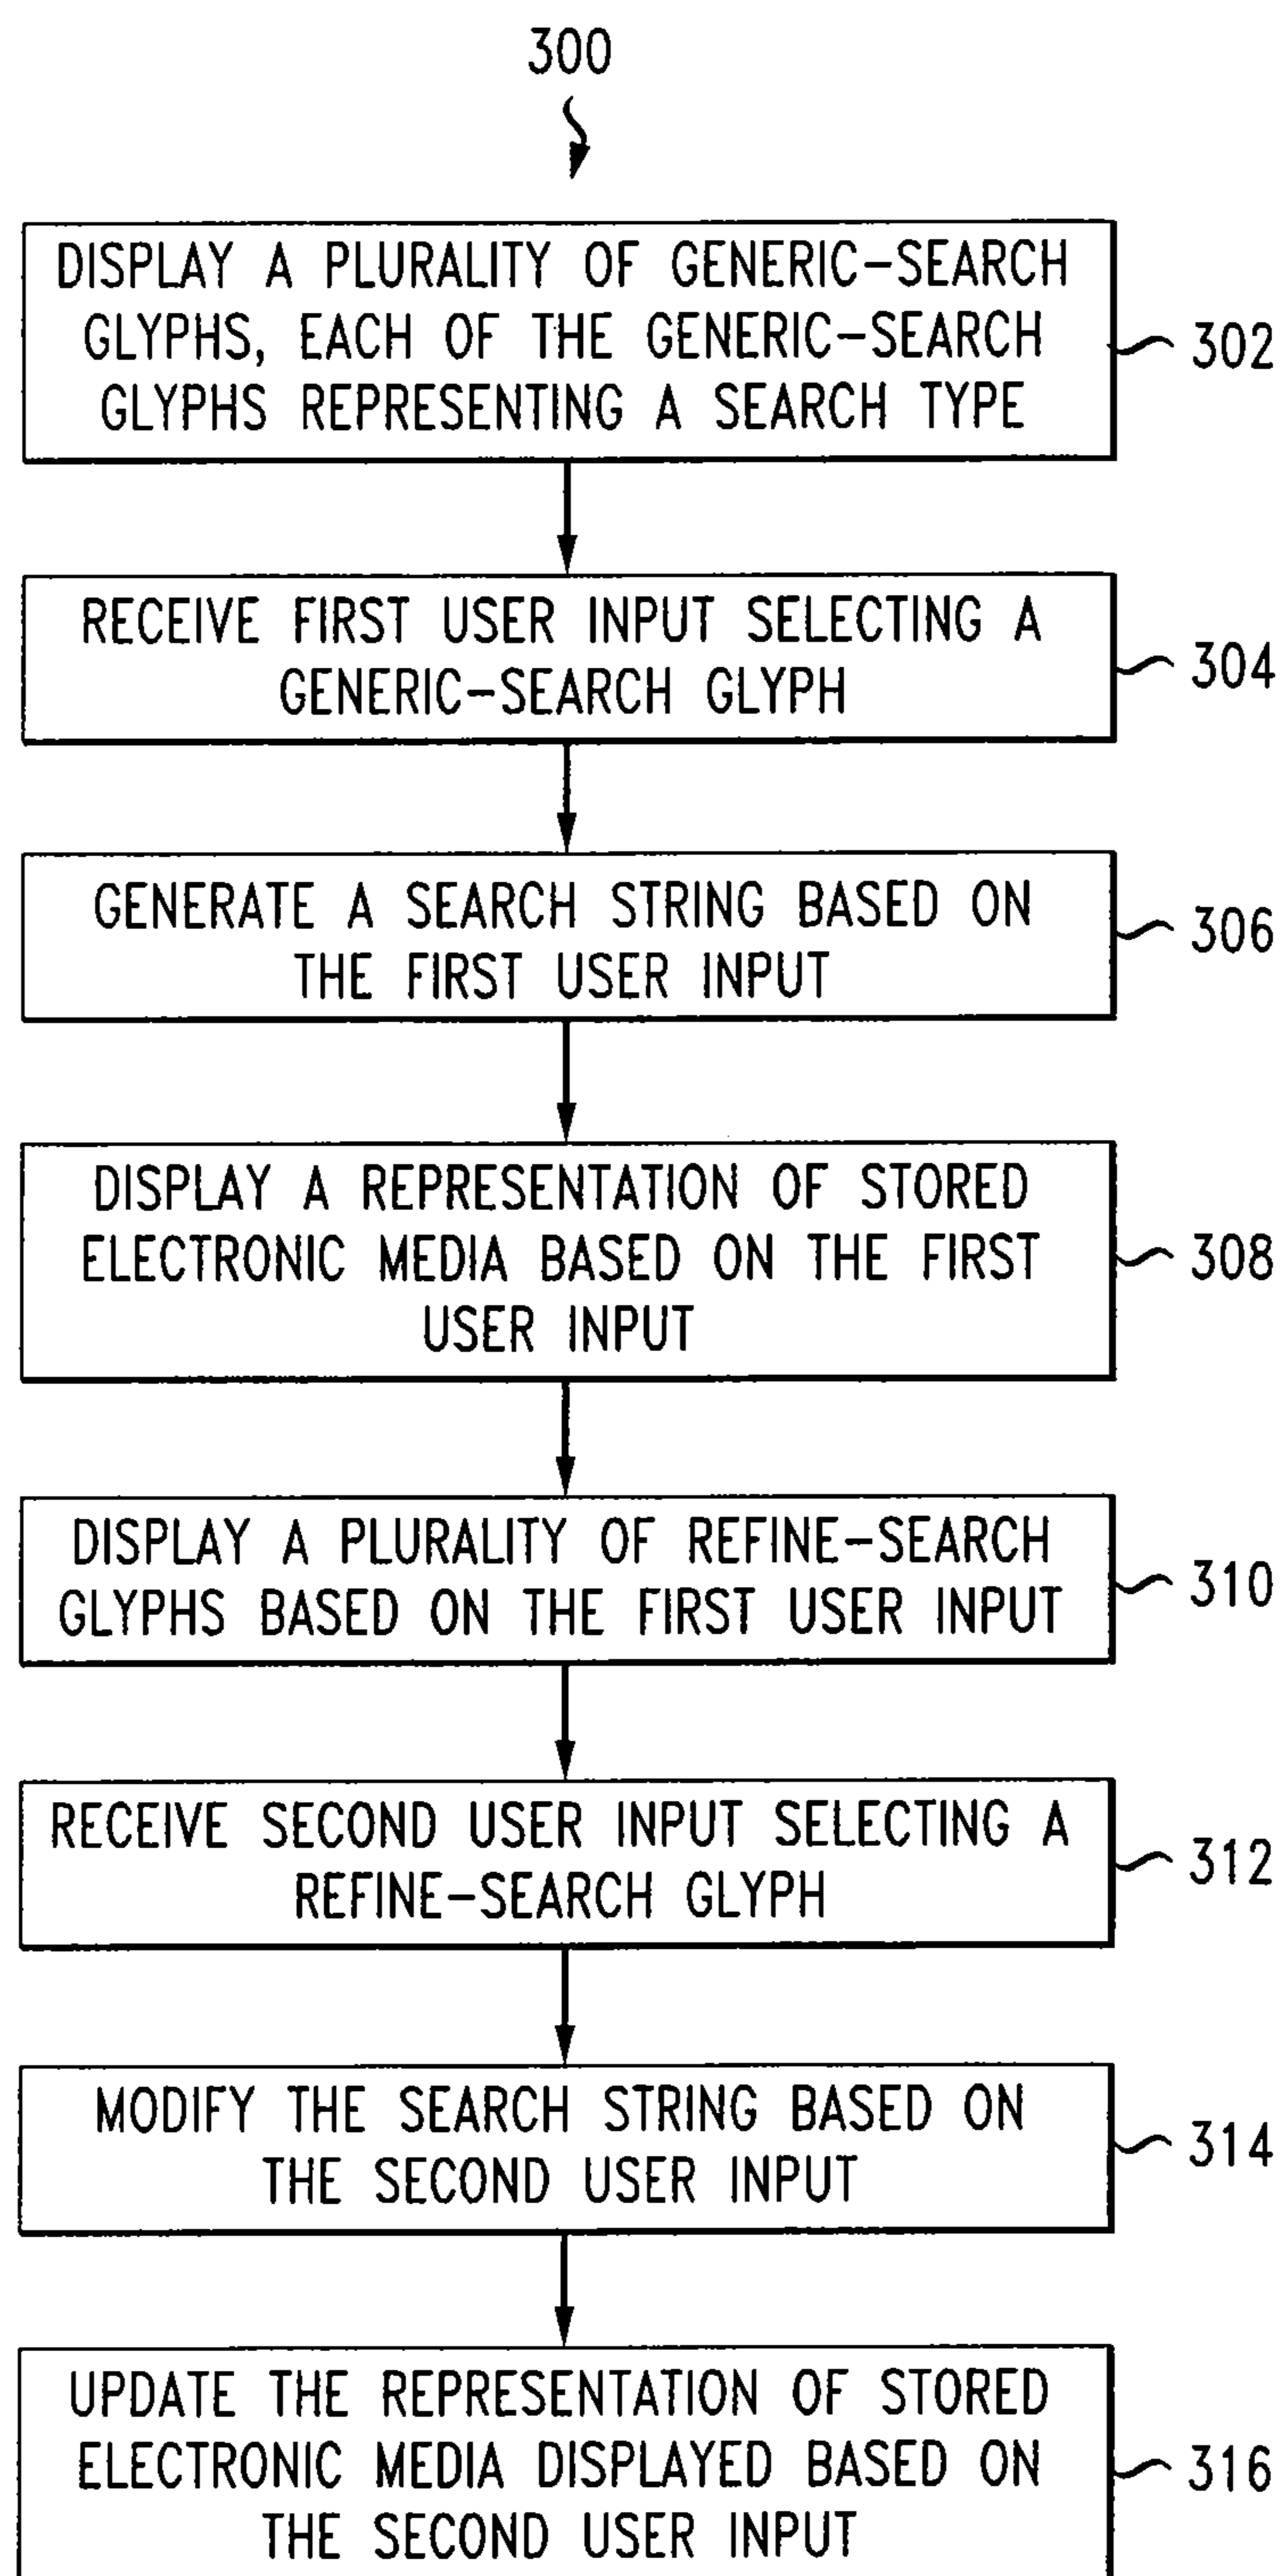 300
DISPLAY A PLURALITY OF GENERIC-SEARCH
GLYPHS, EACH OF THE GENERIC-SEARCH
GLYPHS REPRESENTING A SEARCH TYPE
302
RECEIVE FIRST USER INPUT SELECTING A
GENERIC-SEARCH GLYPH
304
GENERATE A SEARCH STRING BASED ON
THE FIRST USER INPUT
306
DISPLAY A REPRESENTATION OF STORED
ELECTRONIC MEDIA BASED ON THE FIRST
USER INPUT
308
DISPLAY A PLURALITY OF REFINE-SEARCH
GLYPHS BASED ON THE FIRST USER INPUT
310
RECEIVE SECOND USER INPUT SELECTING A
REFINE-SEARCH GLYPH
312
MODIFY THE SEARCH STRING BASED ON
THE SECOND USER INPUT
314
UPDATE THE REPRESENTATION OF STORED
ELECTRONIC MEDIA DISPLAYED BASED ON
THE SECOND USER INPUT
316